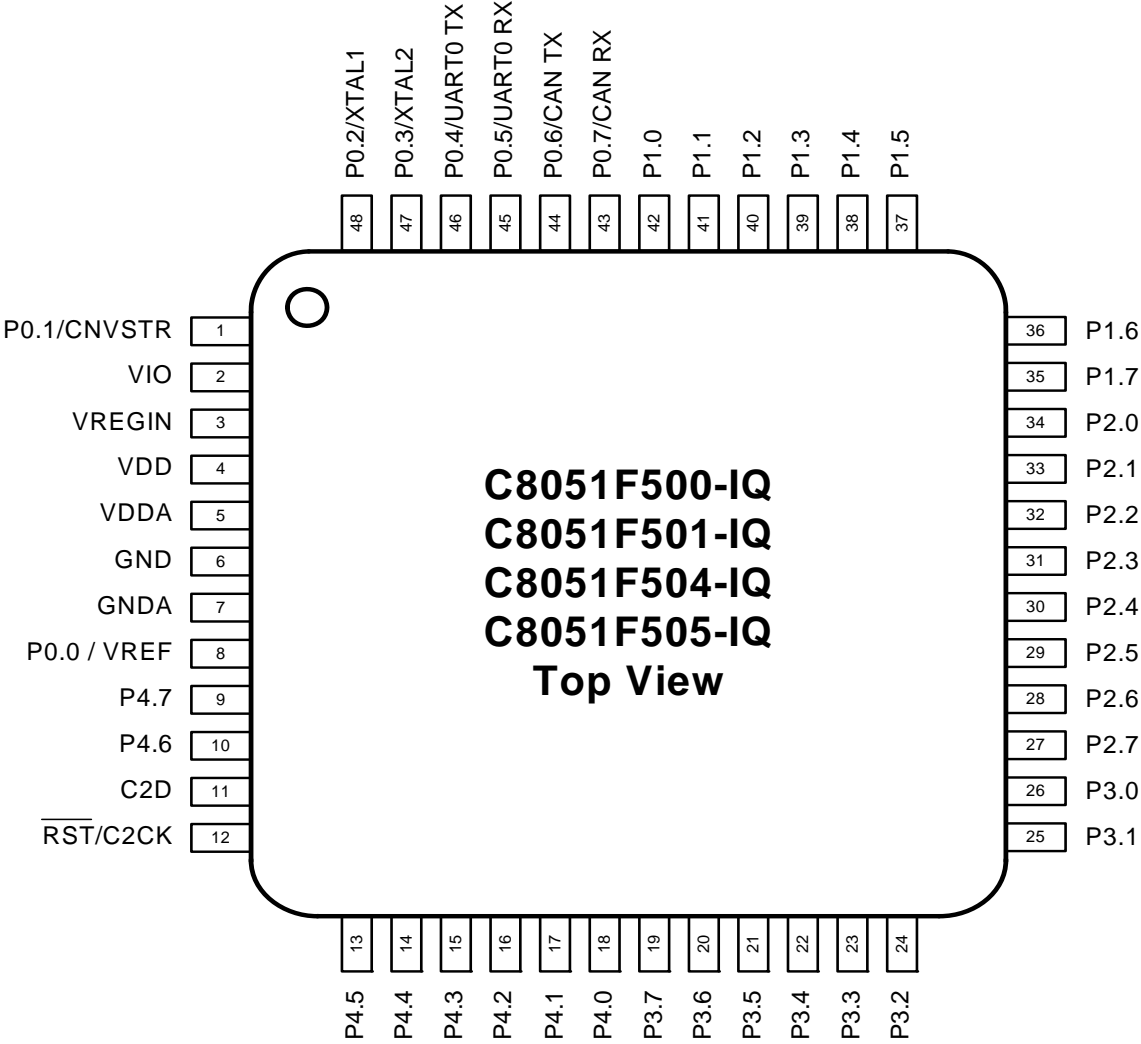 P0.2/XTAL1
P0.3/XTAL2
P0.4/UART0 TX
P0.5/UART0 RX
P0.6/CAN TX
P0.7/CAN RX
P1.0
P1.1
P1.2
P1.3
P1.4
P1.5
48
47
46
45
44
43
42
41
40
39
38
37
P0.1/CNVSTR 1
VIO 2
VREGIN 3
VDD 4
VDDA 5
GND 6
GNDA 7
P0.0 / VREF 8
P4.7 9
P4.6 10
C2D 11
RST/C2CK 12
C8051F500-IQ
C8051F501-IQ
C8051F504-IQ
C8051F505-IQ
Top View
36 P1.6
35 P1.7
34 P2.0
33 P2.1
32 P2.2
31 P2.3
30 P2.4
29 P2.5
28 P2.6
27 P2.7
26 P3.0
25 P3.1
13
14
15
16
17
18
19
20
21
22
23
24
P4.5
P4.4
P4.3
P4.2
P4.1
P4.0
P3.7
P3.6
P3.5
P3.4
P3.3
P3.2